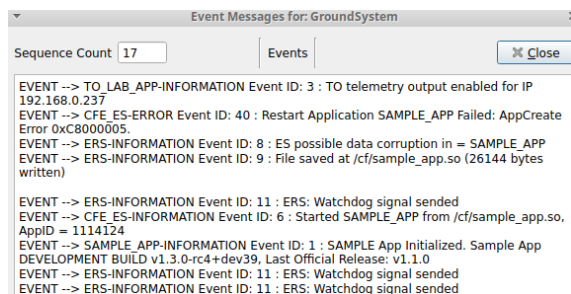 Event Messages for: GroundSystem
Sequence Count 17 Events Close
EVENT --> TO_LAB_APP-INFORMATION Event ID: 3 : TO telemetry output enabled for IP
192.168.0.237
EVENT --> CFE_ES-ERROR Event ID: 40 : Restart Application SAMPLE_APP Failed: AppCreate
Error 0xC8000005.
EVENT --> ERS-INFORMATION Event ID: 8 : ES possible data corruption in = SAMPLE_APP
EVENT --> ERS-INFORMATION Event ID: 9 : File saved at /cf/sample_app.so (26144 bytes
written)
EVENT --> ERS-INFORMATION Event ID: 11 : ERS: Watchdog signal sended
EVENT --> CFE_ES-INFORMATION Event ID: 6 : Started SAMPLE_APP from /cf/sample_app.so,
AppID = 1114124
EVENT --> SAMPLE_APP-INFORMATION Event ID: 1 : SAMPLE App Initialized. Sample App
DEVELOPMENT BUILD v1.3.0-rc4+dev39, Last Official Release: v1.1.0
EVENT --> ERS-INFORMATION Event ID: 11 : ERS: Watchdog signal sended
EVENT --> ERS-INFORMATION Event ID: 11 : ERS: Watchdog signal sended